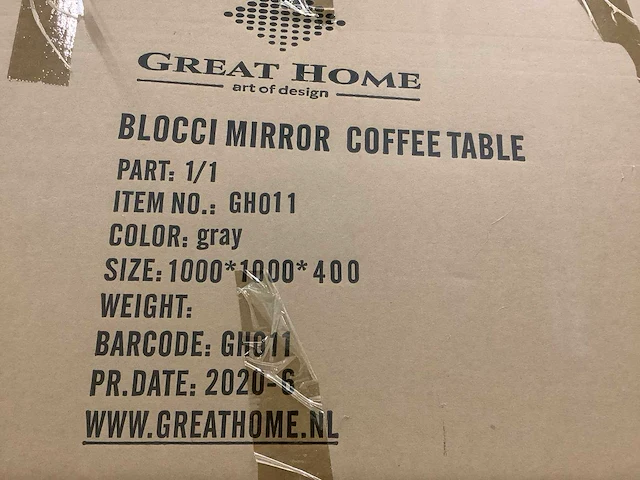 GREAT HOME
art of design
BLOCCI MIRROR COFFEE TABLE
PART: 1/1
ITEM NO.: GH011
COLOR: gray
SIZE: 1000*1000*400
WEIGHT:
BARCODE: GH011
PR.DATE: 2020-6
WWW.GREATHOME.NL